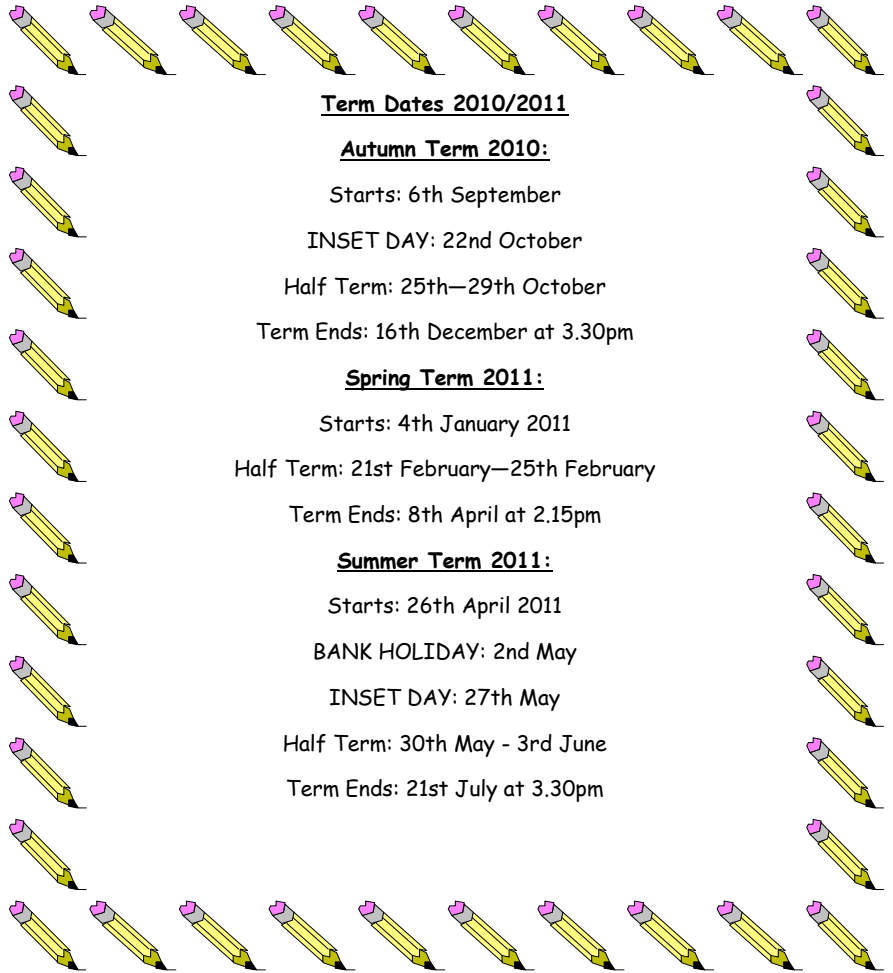 Term Dates 2010/2011
Autumn Term 2010:
Starts: 6th September
INSET DAY: 22nd October
Half Term: 25th—29th October
Term Ends: 16th December at 3.30pm
Spring Term 2011:
Starts: 4th January 2011
Half Term: 21st February—25th February
Term Ends: 8th April at 2.15pm
Summer Term 2011:
Starts: 26th April 2011
BANK HOLIDAY: 2nd May
INSET DAY: 27th May
Half Term: 30th May - 3rd June
Term Ends: 21st July at 3.30pm